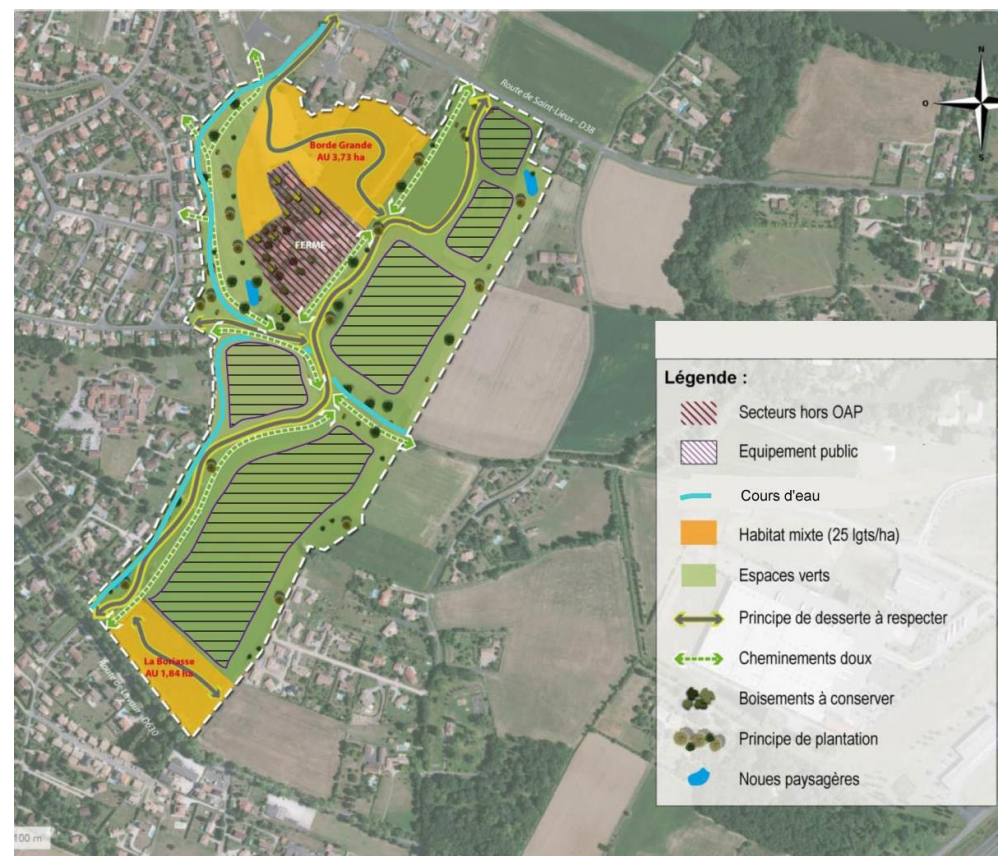 N
O
S
Route de Saint-Lieux - D38
Borde Grande
AU 3,73 ha
FERME
La Boriasse
AU 1,84 ha
100 m
Légende :
Secteurs hors OAP
Equipement public
Cours d'eau
Habitat mixte (25 lgts/ha)
Espaces verts
Principe de desserte à respecter
Cheminements doux
Boisements à conserver
Principe de plantation
Noues paysagères